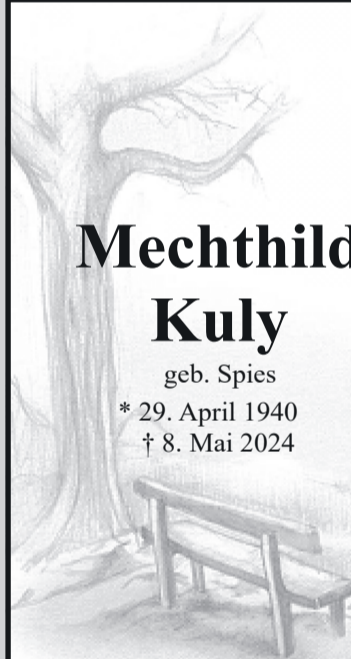 Mechthild
Kuly
geb. Spies
* 29. April 1940
† 8. Mai 2024